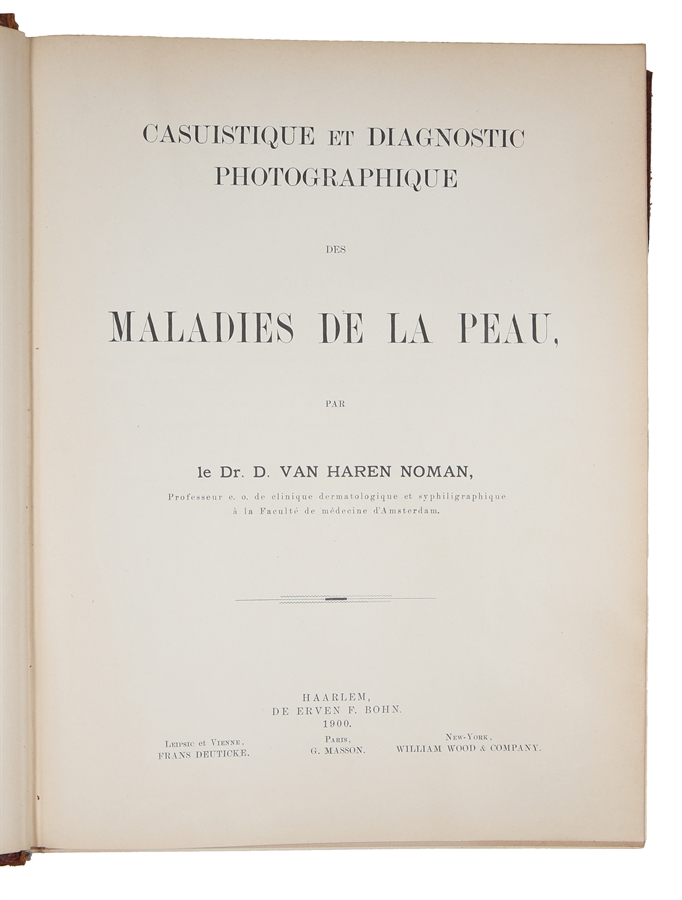 CASUISTIQUE ET DIAGNOSTIC
PHOTOGRAPHIQUE
DES
MALADIES DE LA PEAU,
PAR
le Dr. D. VAN HAREN NOMAN,
Professeur e. o. de clinique dermatologique et syphiligraphique
à la Faculté de médecine d'Amsterdam.
HAARLEM,
DE ERVEN F. BOHN.
1900.
Leipsic et Vienne,
FRANS DEUTICKE.
Paris,
G. MASSON.
New-York,
WILLIAM WOOD & COMPANY.